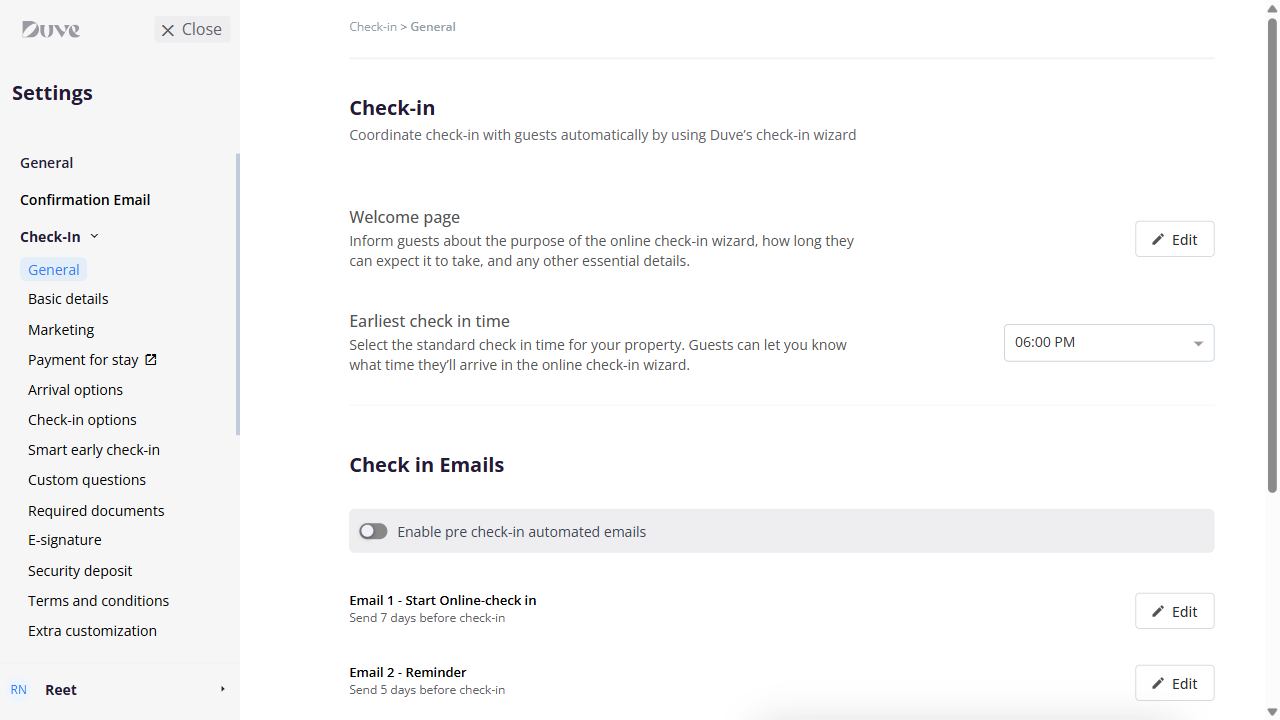 Duve
Close
Settings
General
Confirmation Email
Check-In
General
Basic details
Marketing
Payment for stay
Arrival options
Check-in options
Smart early check-in
Custom questions
Required documents
E-signature
Security deposit
Terms and conditions
Extra customization
RN Reet
Check-in > General
Check-in
Coordinate check-in with guests automatically by using Duve’s check-in wizard
Welcome page
Inform guests about the purpose of the online check-in wizard, how long they
can expect it to take, and any other essential details.
Edit
Earliest check in time
Select the standard check in time for your property. Guests can let you know
what time they’ll arrive in the online check-in wizard.
06:00 PM
Check in Emails
Enable pre check-in automated emails
Email 1 - Start Online-check in
Send 7 days before check-in
Edit
Email 2 - Reminder
Send 5 days before check-in
Edit